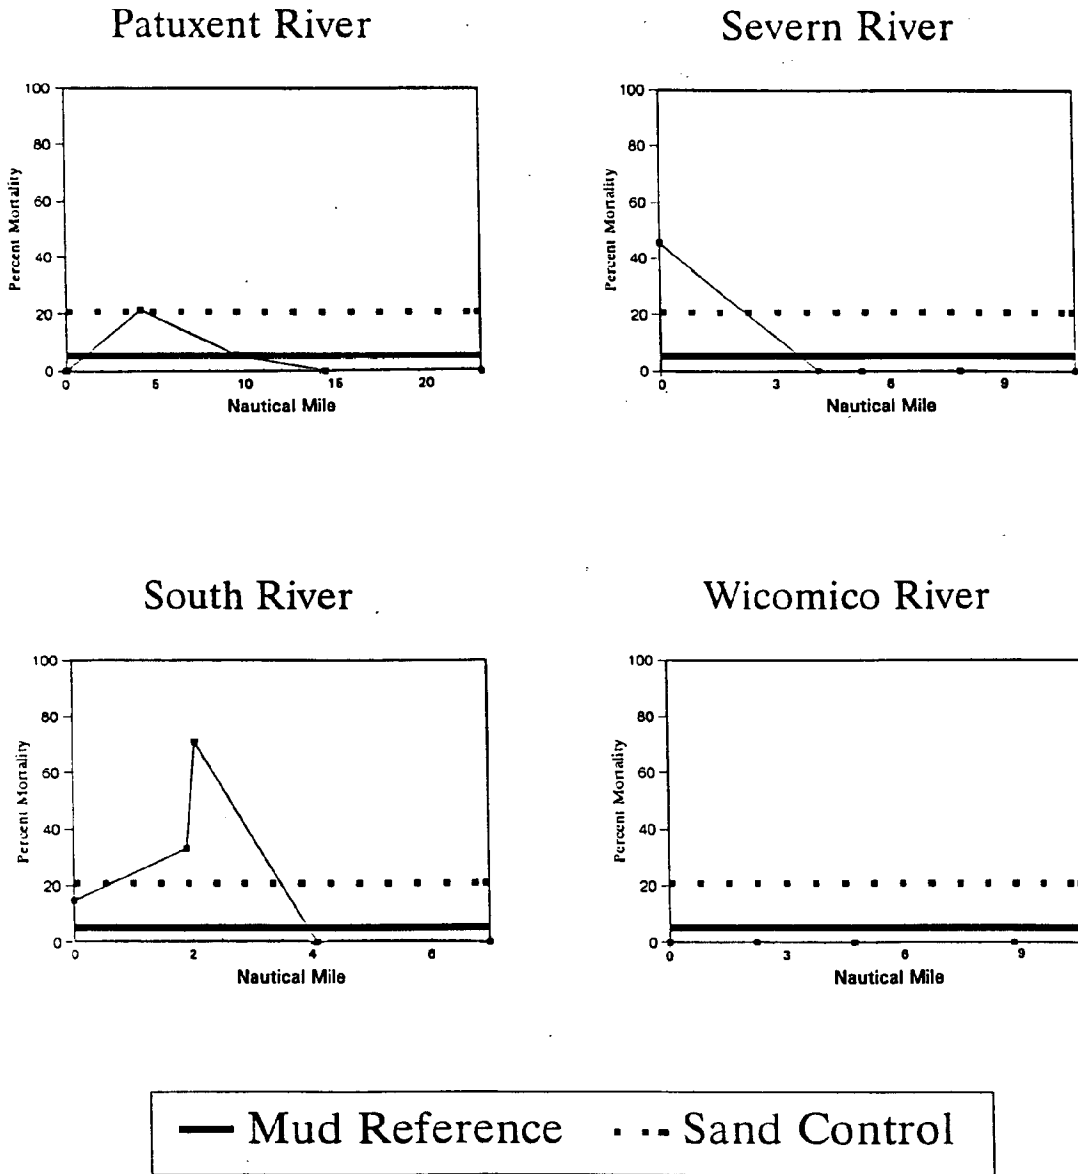 Patuxent River
Severn River
100
80
60
40
20
0
Percent Mortality
0 5 10 15 20
Nautical Mile
100
80
60
40
20
0
Percent Mortality
0 3 6 9
Nautical Mile
South River
Wicomico River
100
80
60
40
20
0
Percent Mortality
0 2 4 6
Nautical Mile
100
80
60
40
20
0
Percent Mortality
0 3 6 9
Nautical Mile
Mud Reference Sand Control